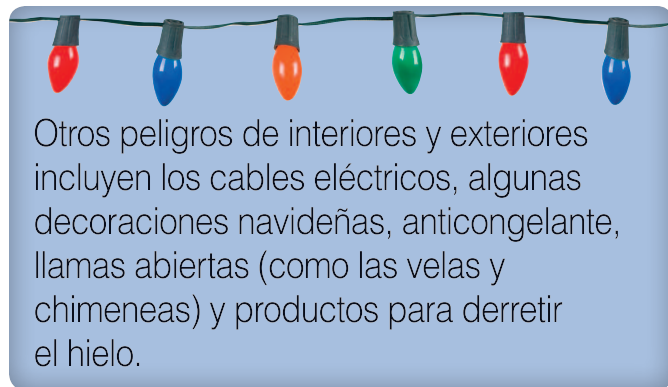 Otros peligros de interiores y exteriores
incluyen los cables eléctricos, algunas
decoraciones navideñas, anticongelante,
llamas abiertas (como las velas y
chimeneas) y productos para derretir
el hielo.